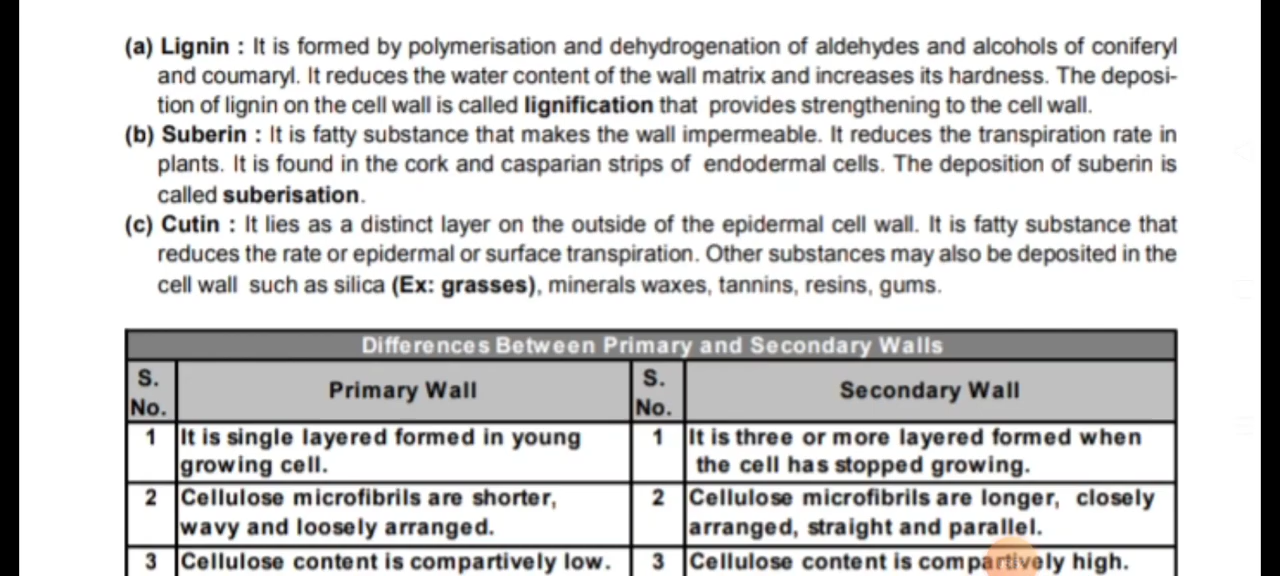 (a) Lignin : It is formed by polymerisation and dehydrogenation of aldehydes and alcohols of coniferyl
and coumaryl. It reduces the water content of the wall matrix and increases its hardness. The deposi-
tion of lignin on the cell wall is called lignification that provides strengthening to the cell wall.
(b) Suberin : It is fatty substance that makes the wall impermeable. It reduces the transpiration rate in
plants. It is found in the cork and casparian strips of endodermal cells. The deposition of suberin is
called suberisation.
(c) Cutin : It lies as a distinct layer on the outside of the epidermal cell wall. It is fatty substance that
reduces the rate or epidermal or surface transpiration. Other substances may also be deposited in the
cell wall such as silica (Ex: grasses), minerals waxes, tannins, resins, gums.
Differences Between Primary and Secondary Walls
S. No. Primary Wall S. No. Secondary Wall
1 It is single layered formed in young 1 It is three or more layered formed when
growing cell. the cell has stopped growing.
2 Cellulose microfibrils are shorter, 2 Cellulose microfibrils are longer, closely
wavy and loosely arranged. arranged, straight and parallel.
3 Cellulose content is compartively low. 3 Cellulose content is compartively high.